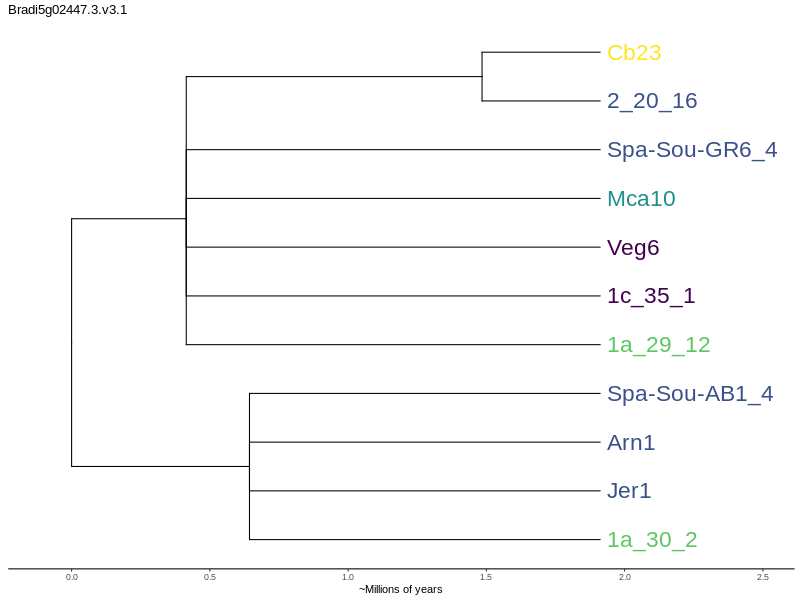 Bradi5g02447.3.v3.1
Cb23
2_20_16
Spa-Sou-GR6_4
Mca10
Veg6
1c_35_1
1a_29_12
Spa-Sou-AB1_4
Arn1
Jer1
1a_30_2
0.0 0.5 1.0 1.5 2.0 2.5
~Millions of years